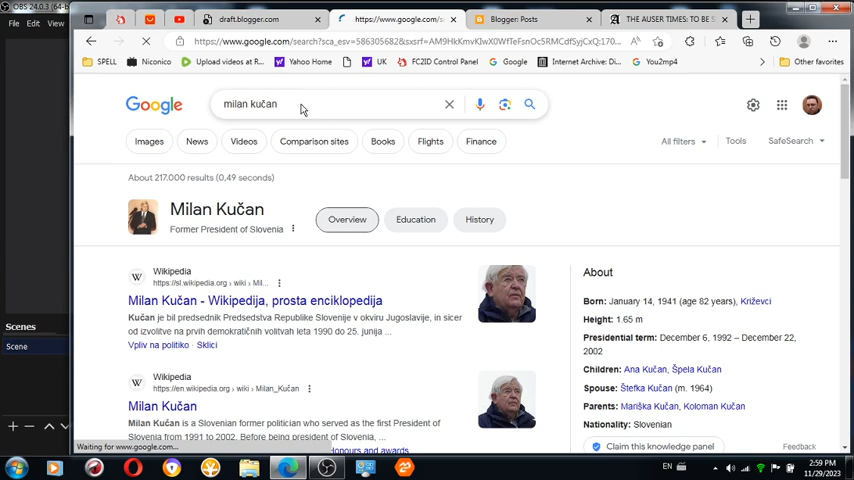 OBS 24.0.3 (64-b
File Edit View
draft.blogger.com
https://www.google.com/s
Blogger: Posts
THE AUSER TIMES: TO BE S
https://www.google.com/search?sca_esv=586305682&sxsrf=AM9HkKmvKIwX0WfTeFsnOc5RMCdfSyjCxQ:170...
SPELL
Niconico
Upload videos at R...
Yahoo Home
UK
FC2ID Control Panel
Google
Internet Archive: Di...
You2mp4
Other favorites
Google
milan kučan
Images
News
Videos
Comparison sites
Books
Flights
Finance
All filters
Tools
SafeSearch
About 217.000 results (0,49 seconds)
Milan Kučan
Former President of Slovenia
Overview
Education
History
Wikipedia
https://sl.wikipedia.org › wiki › Mil...
Milan Kučan - Wikipedija, prosta enciklopedija
Kučan je bil predsednik Predsedstva Republike Slovenije v okviru Jugoslavije, in sicer
od izvolitve na prvih demokratičnih volitvah leta 1990 do 25. junija ...
Vpliv na politiko · Sklici
Wikipedia
https://en.wikipedia.org › wiki › Milan_Kučan
Milan Kučan
Milan Kučan is a Slovenian former politician who served as the first President of
Slovenia from 1991 to 2002. Before being president of Slovenia, ...
Honours and awards
About
Born: January 14, 1941 (age 82 years), Križevci
Height: 1.65 m
Presidential term: December 6, 1992 – December 22,
2002
Children: Ana Kučan, Špela Kučan
Spouse: Štefka Kučan (m. 1964)
Parents: Mariška Kučan, Koloman Kučan
Nationality: Slovenian
Claim this knowledge panel
Feedback
Scenes
Scene
Waiting for www.google.com...
EN
2:59 PM
11/29/2023